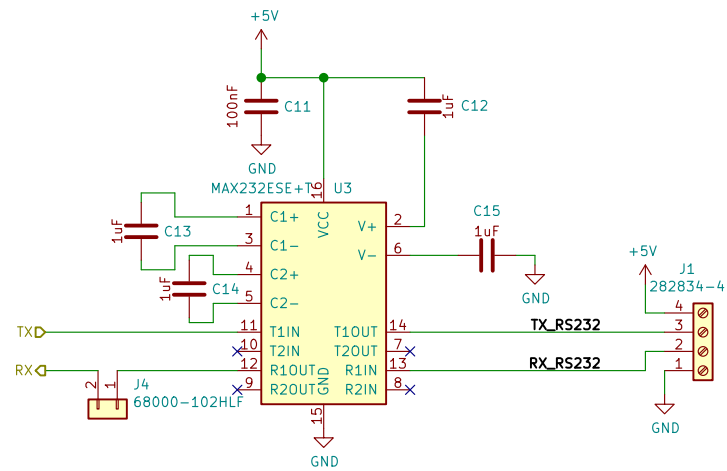 +5V
100nF
C11
1uF
C12
GND
MAX232ESE+T
U3
16
VCC
1
C1+
3
C1-
1uF
C13
4
C2+
5
C2-
1uF
C14
V+
2
V-
6
C15
1uF
GND
+5V
J1
282834-4
4
3
2
1
TX
11
T1IN
T1OUT
14
TX_RS232
10
T2IN
T2OUT
7
RX
12
R1OUT
R1IN
13
RX_RS232
9
R2OUT
R2IN
8
GND
15
GND
2
1
J4
68000-102HLF
GND